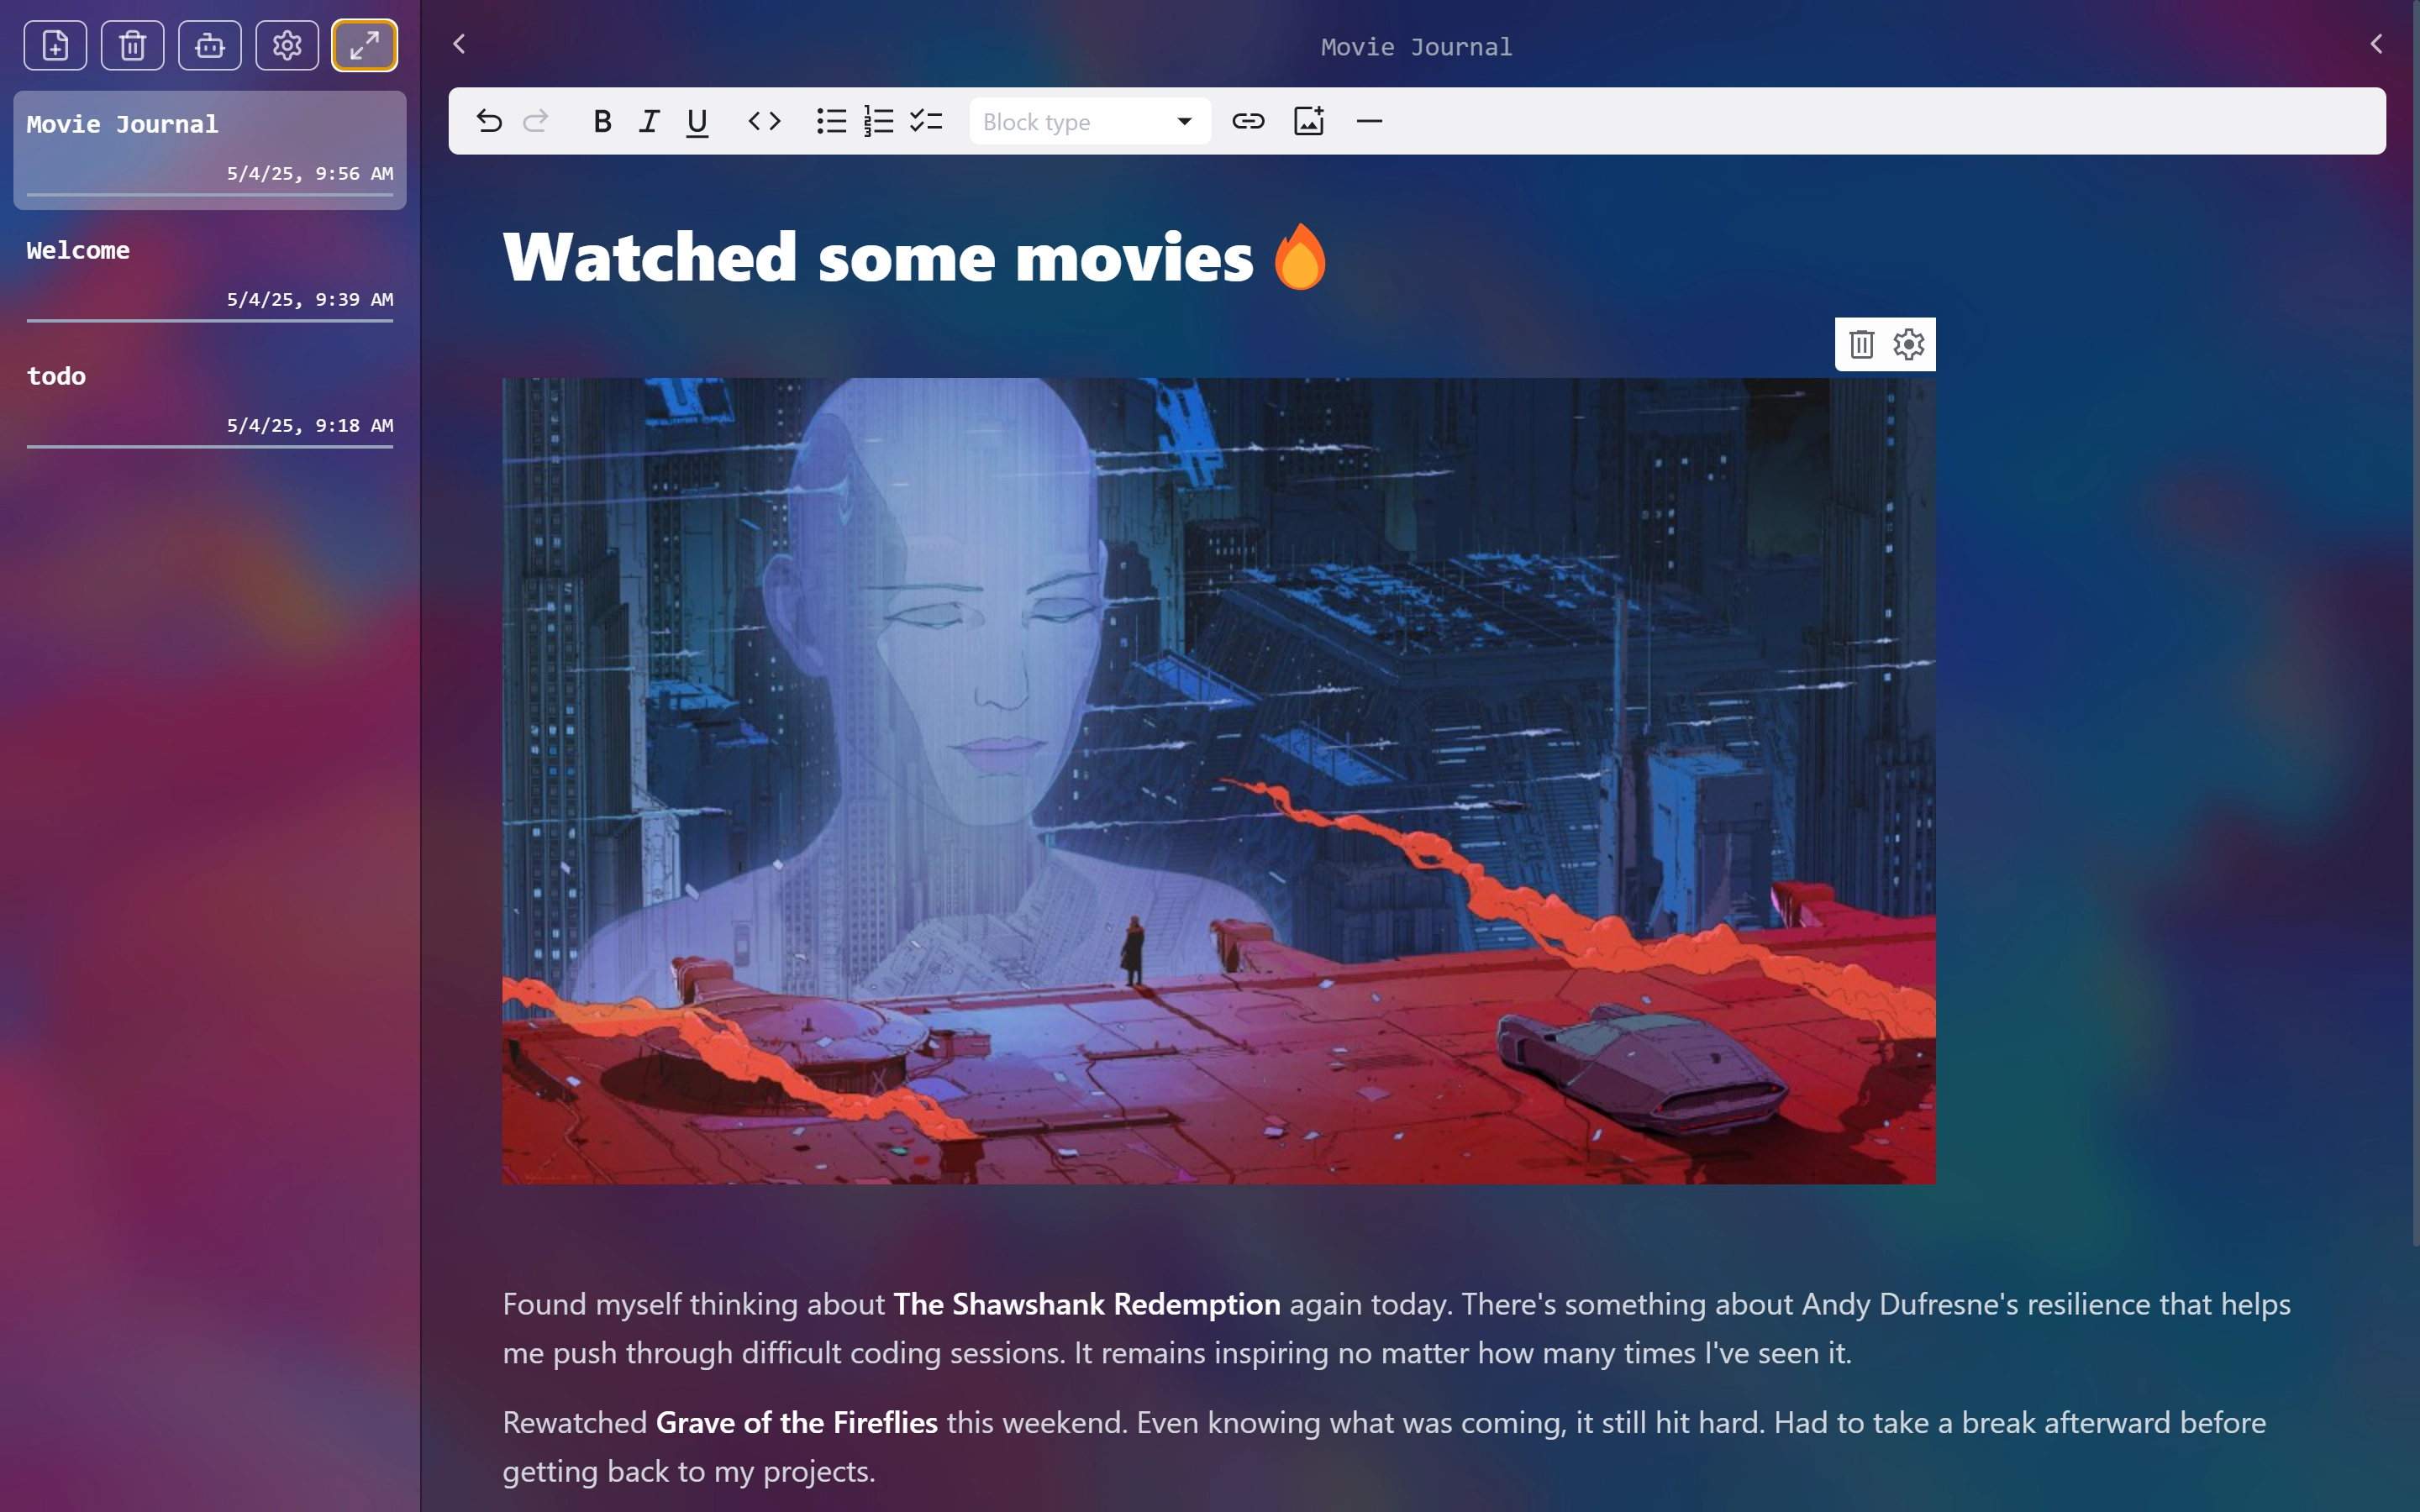 Movie Journal
5/4/25, 9:56 AM
Welcome
5/4/25, 9:39 AM
todo
5/4/25, 9:18 AM
Movie Journal
Block type
Watched some movies🔥
Found myself thinking about The Shawshank Redemption again today. There's something about Andy Dufresne's resilience that helps
me push through difficult coding sessions. It remains inspiring no matter how many times I've seen it.
Rewatched Grave of the Fireflies this weekend. Even knowing what was coming, it still hit hard. Had to take a break afterward before
getting back to my projects.